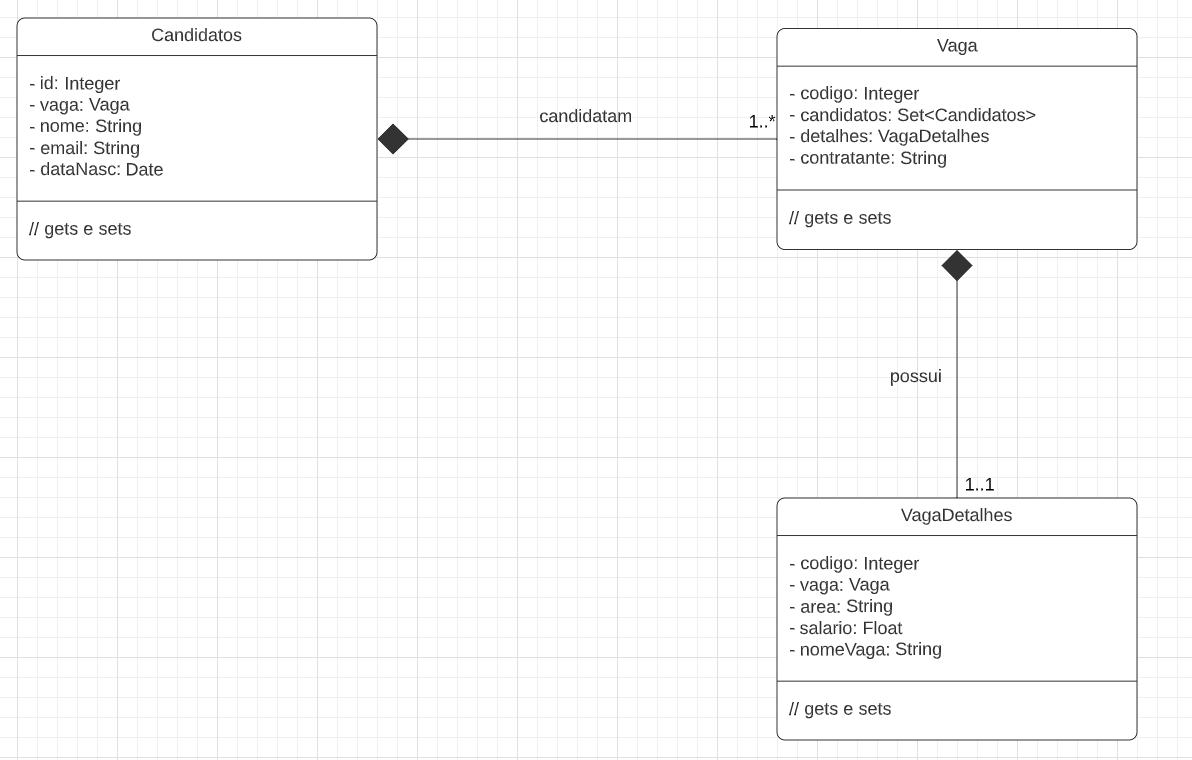 Candidatos
- id: Integer
- vaga: Vaga
- nome: String
- email: String
- dataNasc: Date
// gets e sets
candidatam
1..*
Vaga
- codigo: Integer
- candidatos: Set<Candidatos>
- detalhes: VagaDetalhes
- contratante: String
// gets e sets
possui
1..1
VagaDetalhes
- codigo: Integer
- vaga: Vaga
- area: String
- salario: Float
- nomeVaga: String
// gets e sets